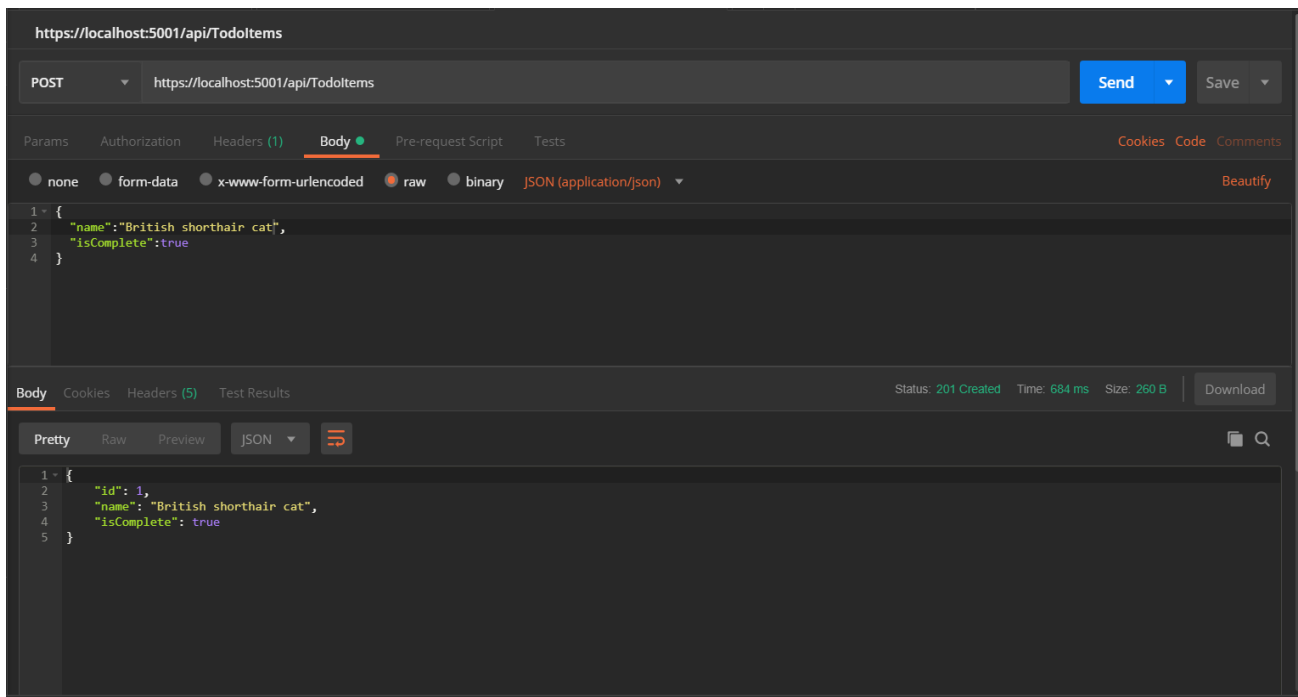 https://localhost:5001/api/TodoItems
POST https://localhost:5001/api/TodoItems Send Save
Params Authorization Headers (1) Body Pre-request Script Tests Cookies Code Comments
none form-data x-www-form-urlencoded raw binary JSON (application/json) Beautify
1 {
2 "name":"British shorthair cat",
3 "isComplete":true
4 }
Body Cookies Headers (5) Test Results Status: 201 Created Time: 684 ms Size: 260 B Download
Pretty Raw Preview JSON
1 {
2 "id": 1,
3 "name": "British shorthair cat",
4 "isComplete": true
5 }